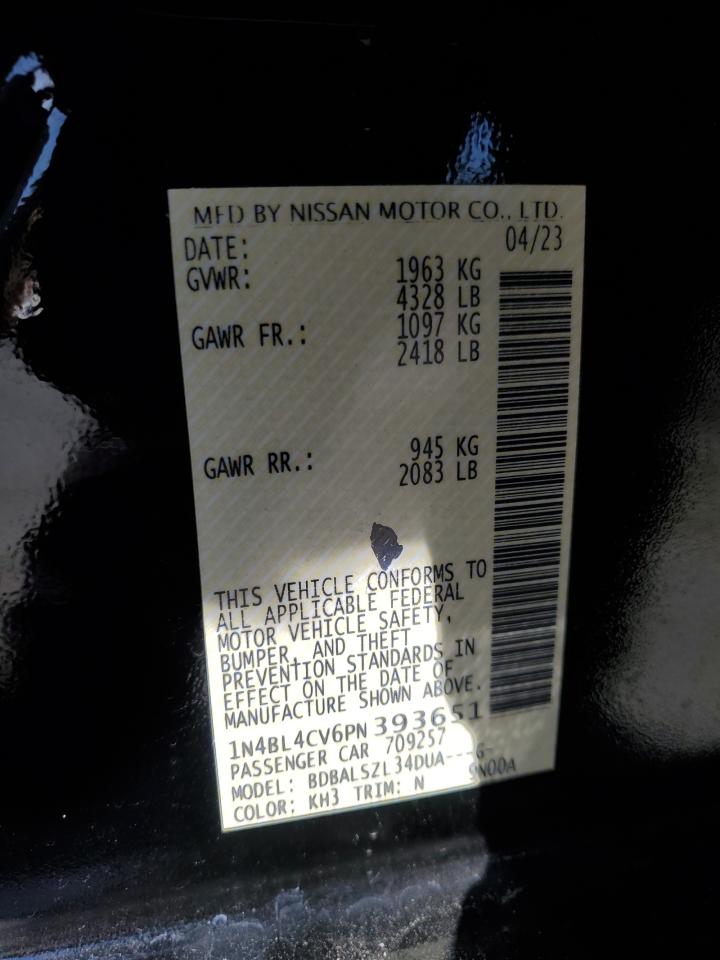 MFD BY NISSAN MOTOR CO., LTD.
DATE: 04/23
GVWR: 1963 KG
4328 LB
GAWR FR.: 1097 KG
2418 LB
GAWR RR.: 945 KG
2083 LB
THIS VEHICLE CONFORMS TO
ALL APPLICABLE FEDERAL
MOTOR VEHICLE SAFETY,
BUMPER, AND THEFT
PREVENTION STANDARDS IN
EFFECT ON THE DATE OF
MANUFACTURE SHOWN ABOVE.
1N4BL4CV6PN 393651
PASSENGER CAR 709257
MODEL: BDBALSZL34DUA---G-
COLOR: KH3 TRIM: N 9N00A